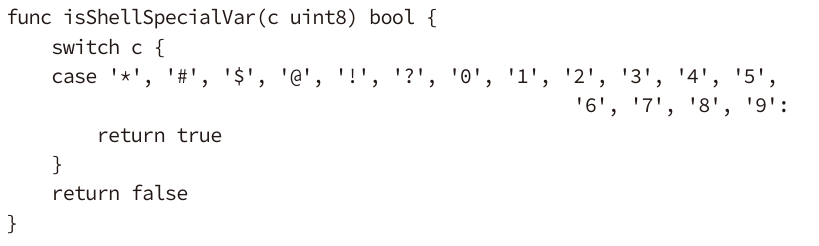 func isShellSpecialVar(c uint8) bool {
    switch c {
    case '*', '#', '$', '@', '!', '?', '0', '1', '2', '3', '4', '5',
                                                  '6', '7', '8', '9':
        return true
    }
    return false
}